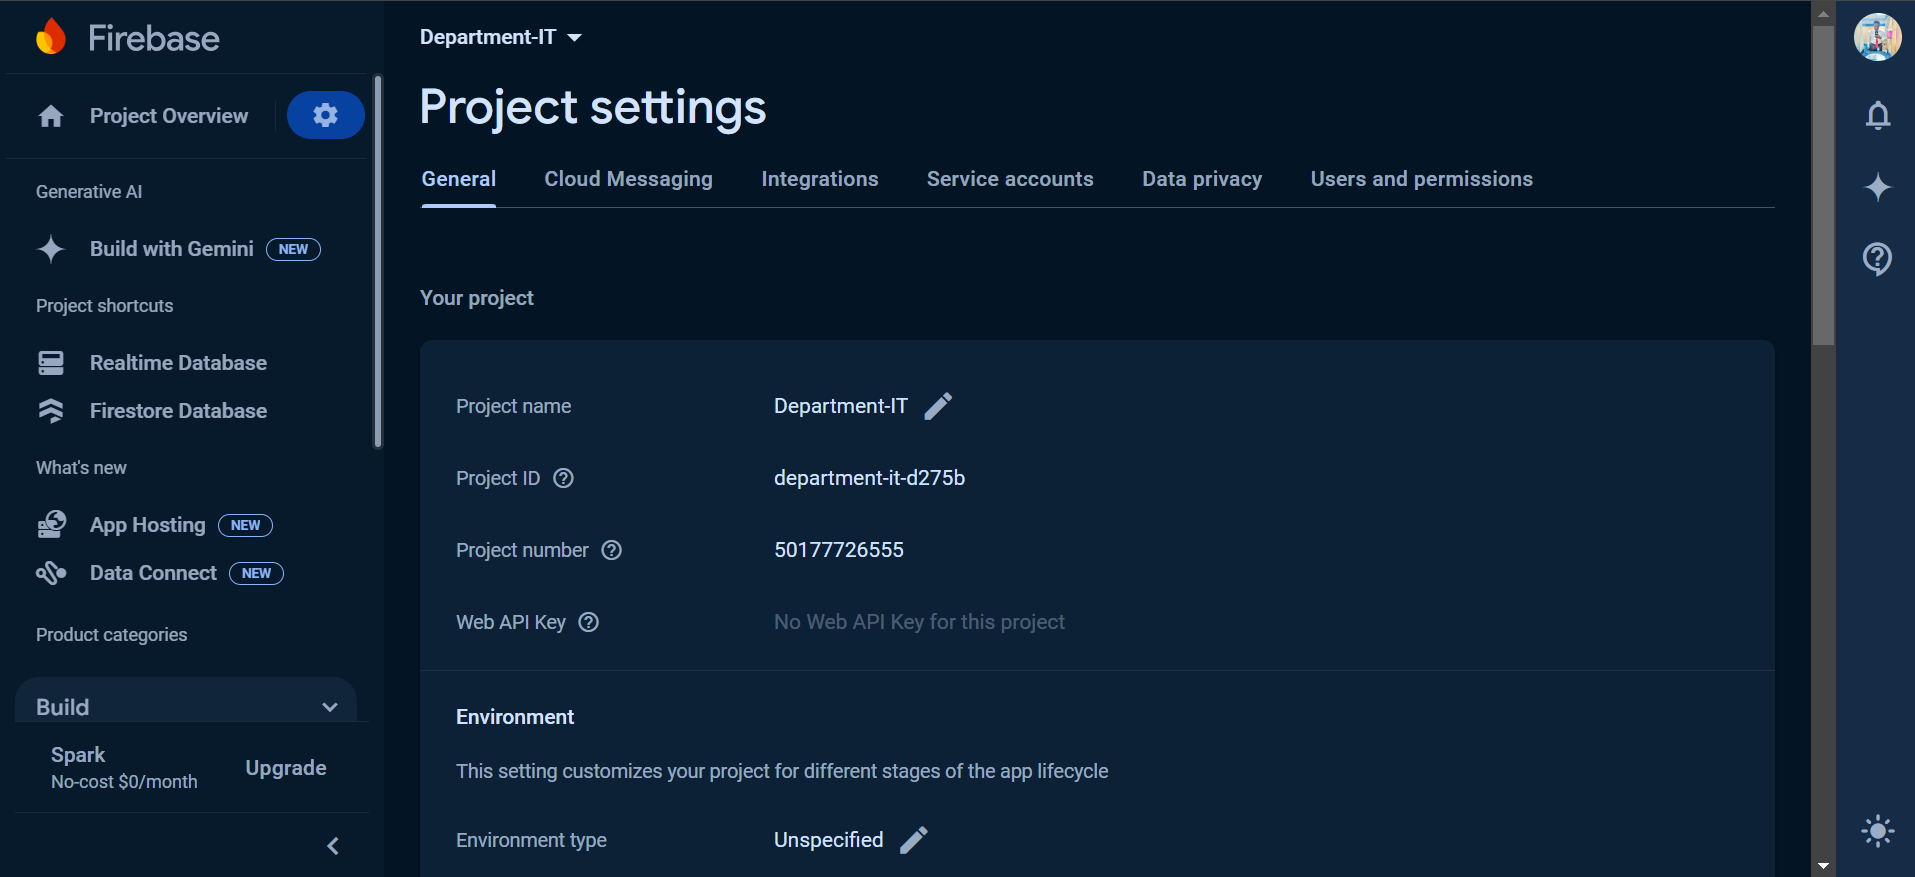 Firebase
Project Overview
Generative AI
Build with Gemini NEW
Project shortcuts
Realtime Database
Firestore Database
What's new
App Hosting NEW
Data Connect NEW
Product categories
Build
Spark
No-cost $0/month
Upgrade
Department-IT
Project settings
General Cloud Messaging Integrations Service accounts Data privacy Users and permissions
Your project
Project name Department-IT
Project ID department-it-d275b
Project number 50177726555
Web API Key No Web API Key for this project
Environment
This setting customizes your project for different stages of the app lifecycle
Environment type Unspecified